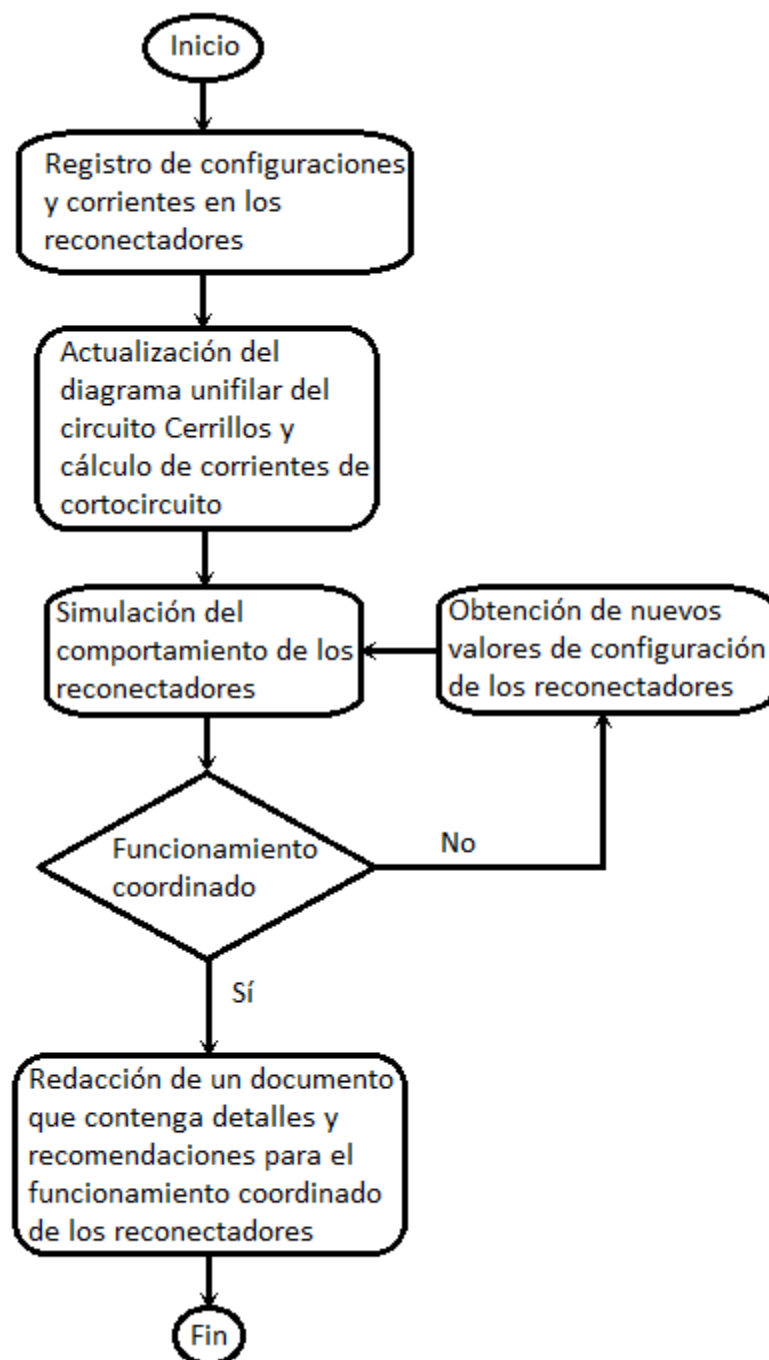 Inicio
Registro de configuraciones
y corrientes en los
reconectadores
Actualización del
diagrama unifilar del
circuito Cerrillos y
cálculo de corrientes de
cortocircuito
Simulación del
comportamiento de los
reconectadores
Obtención de nuevos
valores de configuración
de los reconectadores
Funcionamiento
coordinado
No
Sí
Redacción de un documento
que contenga detalles y
recomendaciones para el
funcionamiento coordinado
de los reconectadores
Fin